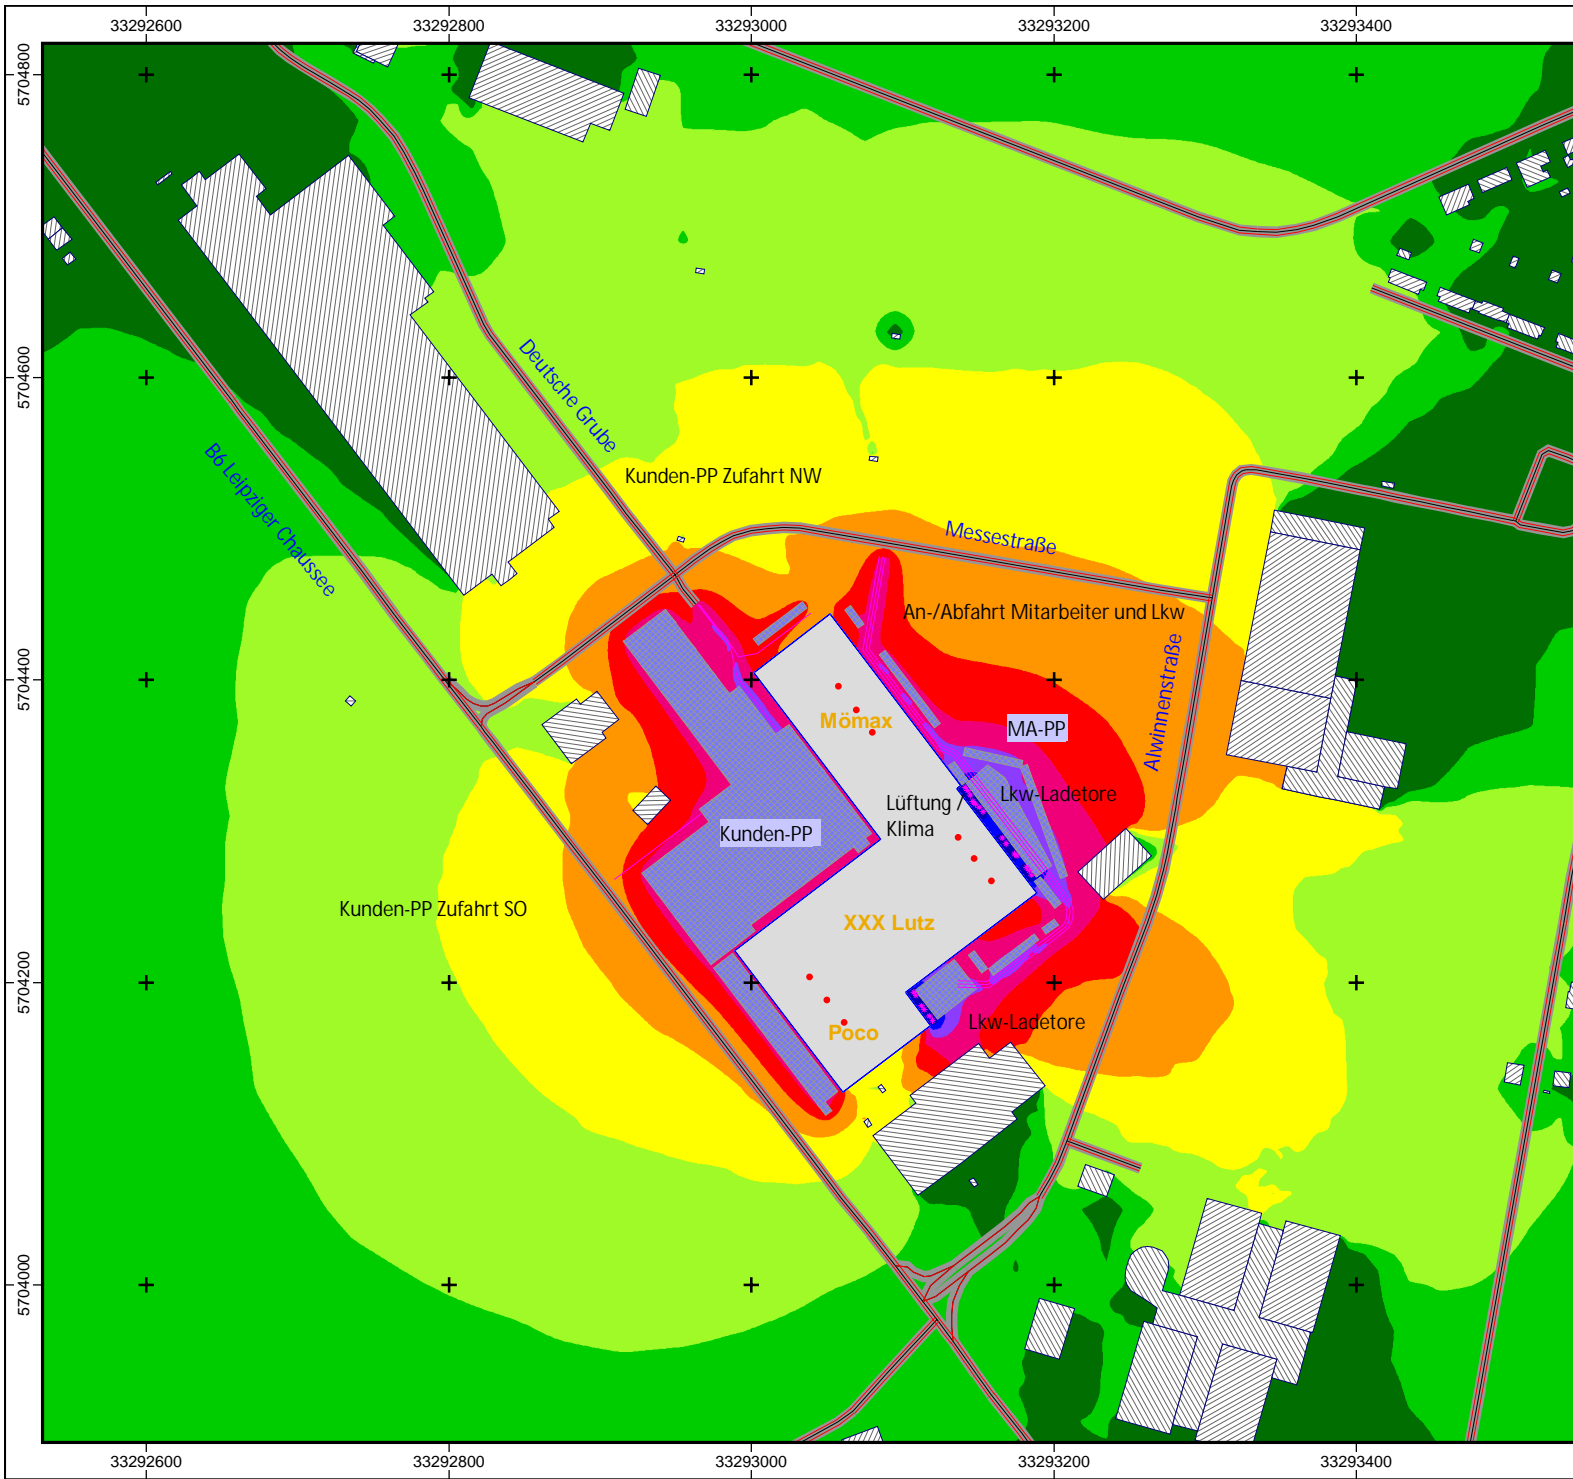 33292600 33292800 33293000 33293200 33293400
5704800
5704600
5704400
5704200
5704000
Deutsche Grube
B6 Leipziger Chaussee
Kunden-PP Zufahrt NW
Messestraße
An-/Abfahrt Mitarbeiter und Lkw
Alwinnenstraße
Mömax
MA-PP
Lkw-Ladetore
Lüftung /
Klima
Kunden-PP
Kunden-PP Zufahrt SO
XXX Lutz
Poco
Lkw-Ladetore
33292600 33292800 33293000 33293200 33293400